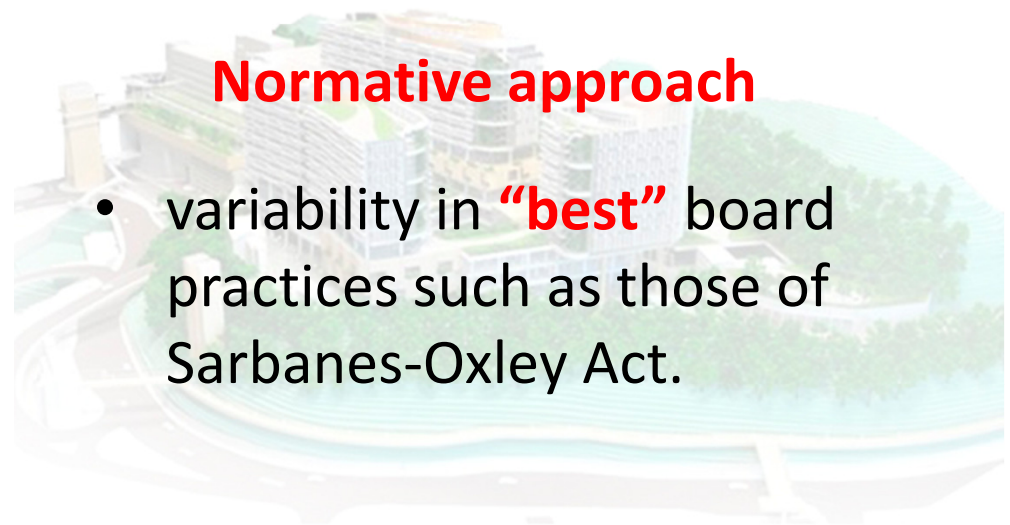 Normative approach
• variability in “best” board
practices such as those of
Sarbanes-Oxley Act.